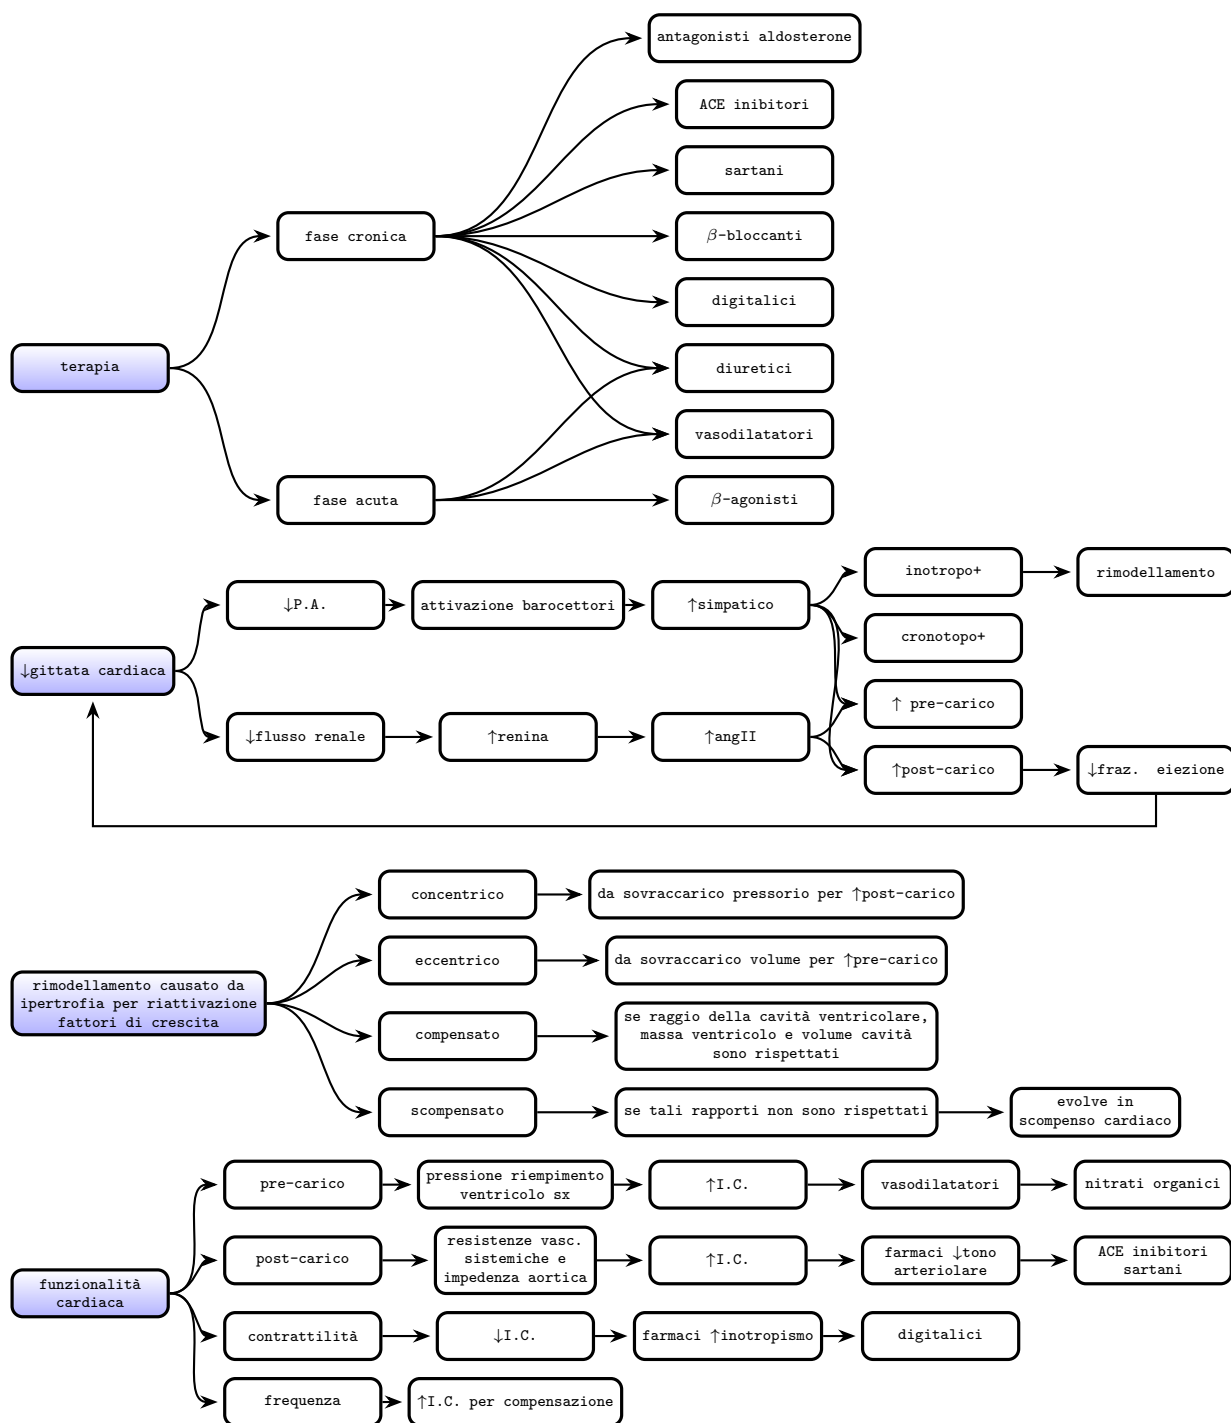 antagonisti aldosterone
ACE inibitori
sartani
fase cronica
β-bloccanti
digitalici
terapia
diuretici
vasodilatatori
fase acuta
β-agonisti
inotropo+
rimodellamento
↓P.A.
attivazione barocettori
↑simpatico
cronotopo+
↓gittata cardiaca
↑ pre-carico
↓flusso renale
↑renina
↑angII
↑post-carico
↓fraz. eiezione
concentrico
da sovraccarico pressorio per ↑post-carico
eccentrico
da sovraccarico volume per ↑pre-carico
rimodellamento causato da
ipertrofia per riattivazione
fattori di crescita
compensato
se raggio della cavità ventricolare,
massa ventricolo e volume cavità
sono rispettati
scompensato
se tali rapporti non sono rispettati
evolve in
scompenso cardiaco
pre-carico
pressione riempimento
ventricolo sx
↑I.C.
vasodilatatori
nitrati organici
post-carico
resistenze vasc.
sistemiche e
impedenza aortica
↑I.C.
farmaci ↓tono
arteriolare
ACE inibitori
sartani
funzionalità
cardiaca
contrattilità
↓I.C.
farmaci ↑inotropismo
digitalici
frequenza
↑I.C. per compensazione